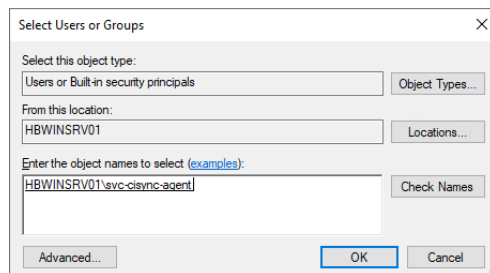 Select Users or Groups
Select this object type:
Users or Built-in security principals
Object Types...
From this location:
HBWINSRV01
Locations...
Enter the object names to select (examples):
HBWINSRV01\svc-cisync-agent
Check Names
Advanced...
OK
Cancel